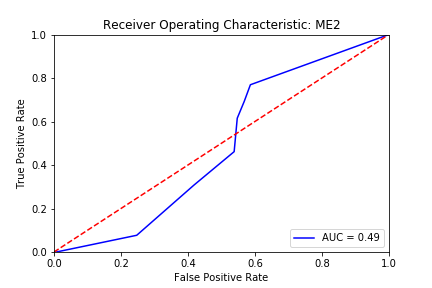 Receiver Operating Characteristic: ME2
1.0
0.8
0.6
0.4
0.2
0.0
True Positive Rate
AUC = 0.49
0.0 0.2 0.4 0.6 0.8 1.0
False Positive Rate